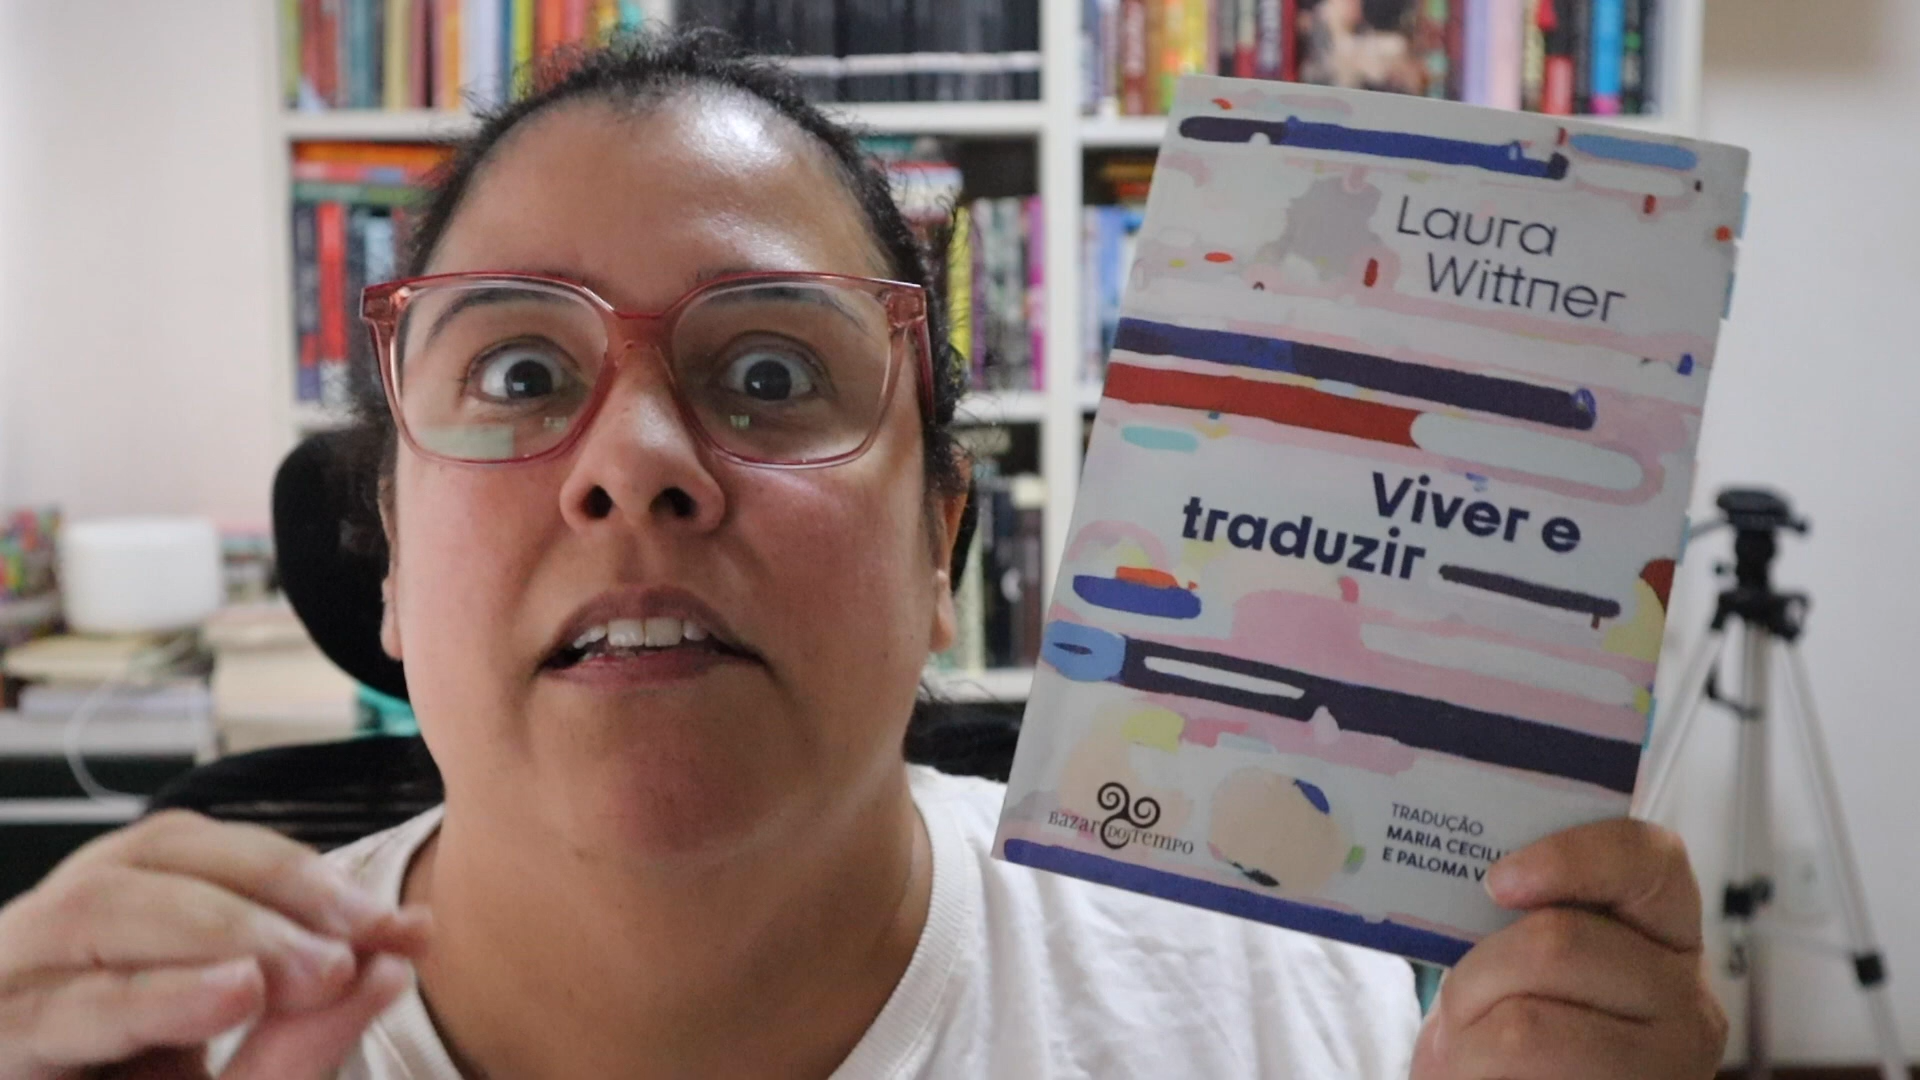 Laura
Wittner
Viver e
traduzir
Bazar DO Tempo
TRADUÇÃO
MARIA CECILI
E PALOMA V